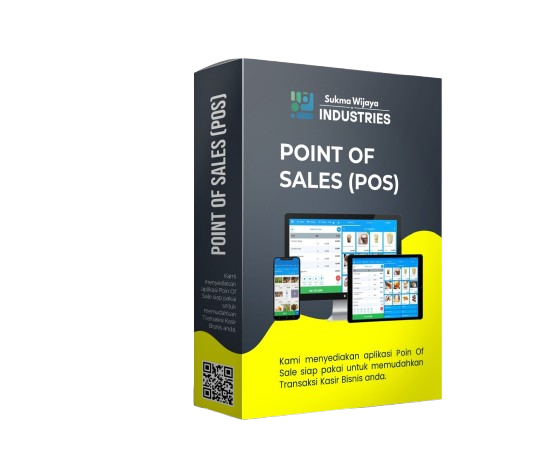 Sukma Wijaya
INDUSTRIES
POINT OF
SALES (POS)
Kami menyediakan aplikasi Poin Of
Sale siap pakai untuk memudahkan
Transaksi Kasir Bisnis anda.
POINT OF SALES (POS)
Kami
menyediakan
aplikasi Poin Of
Sale siap pakai
untuk
memudahkan
Transaksi Kasir
Bisnis anda.